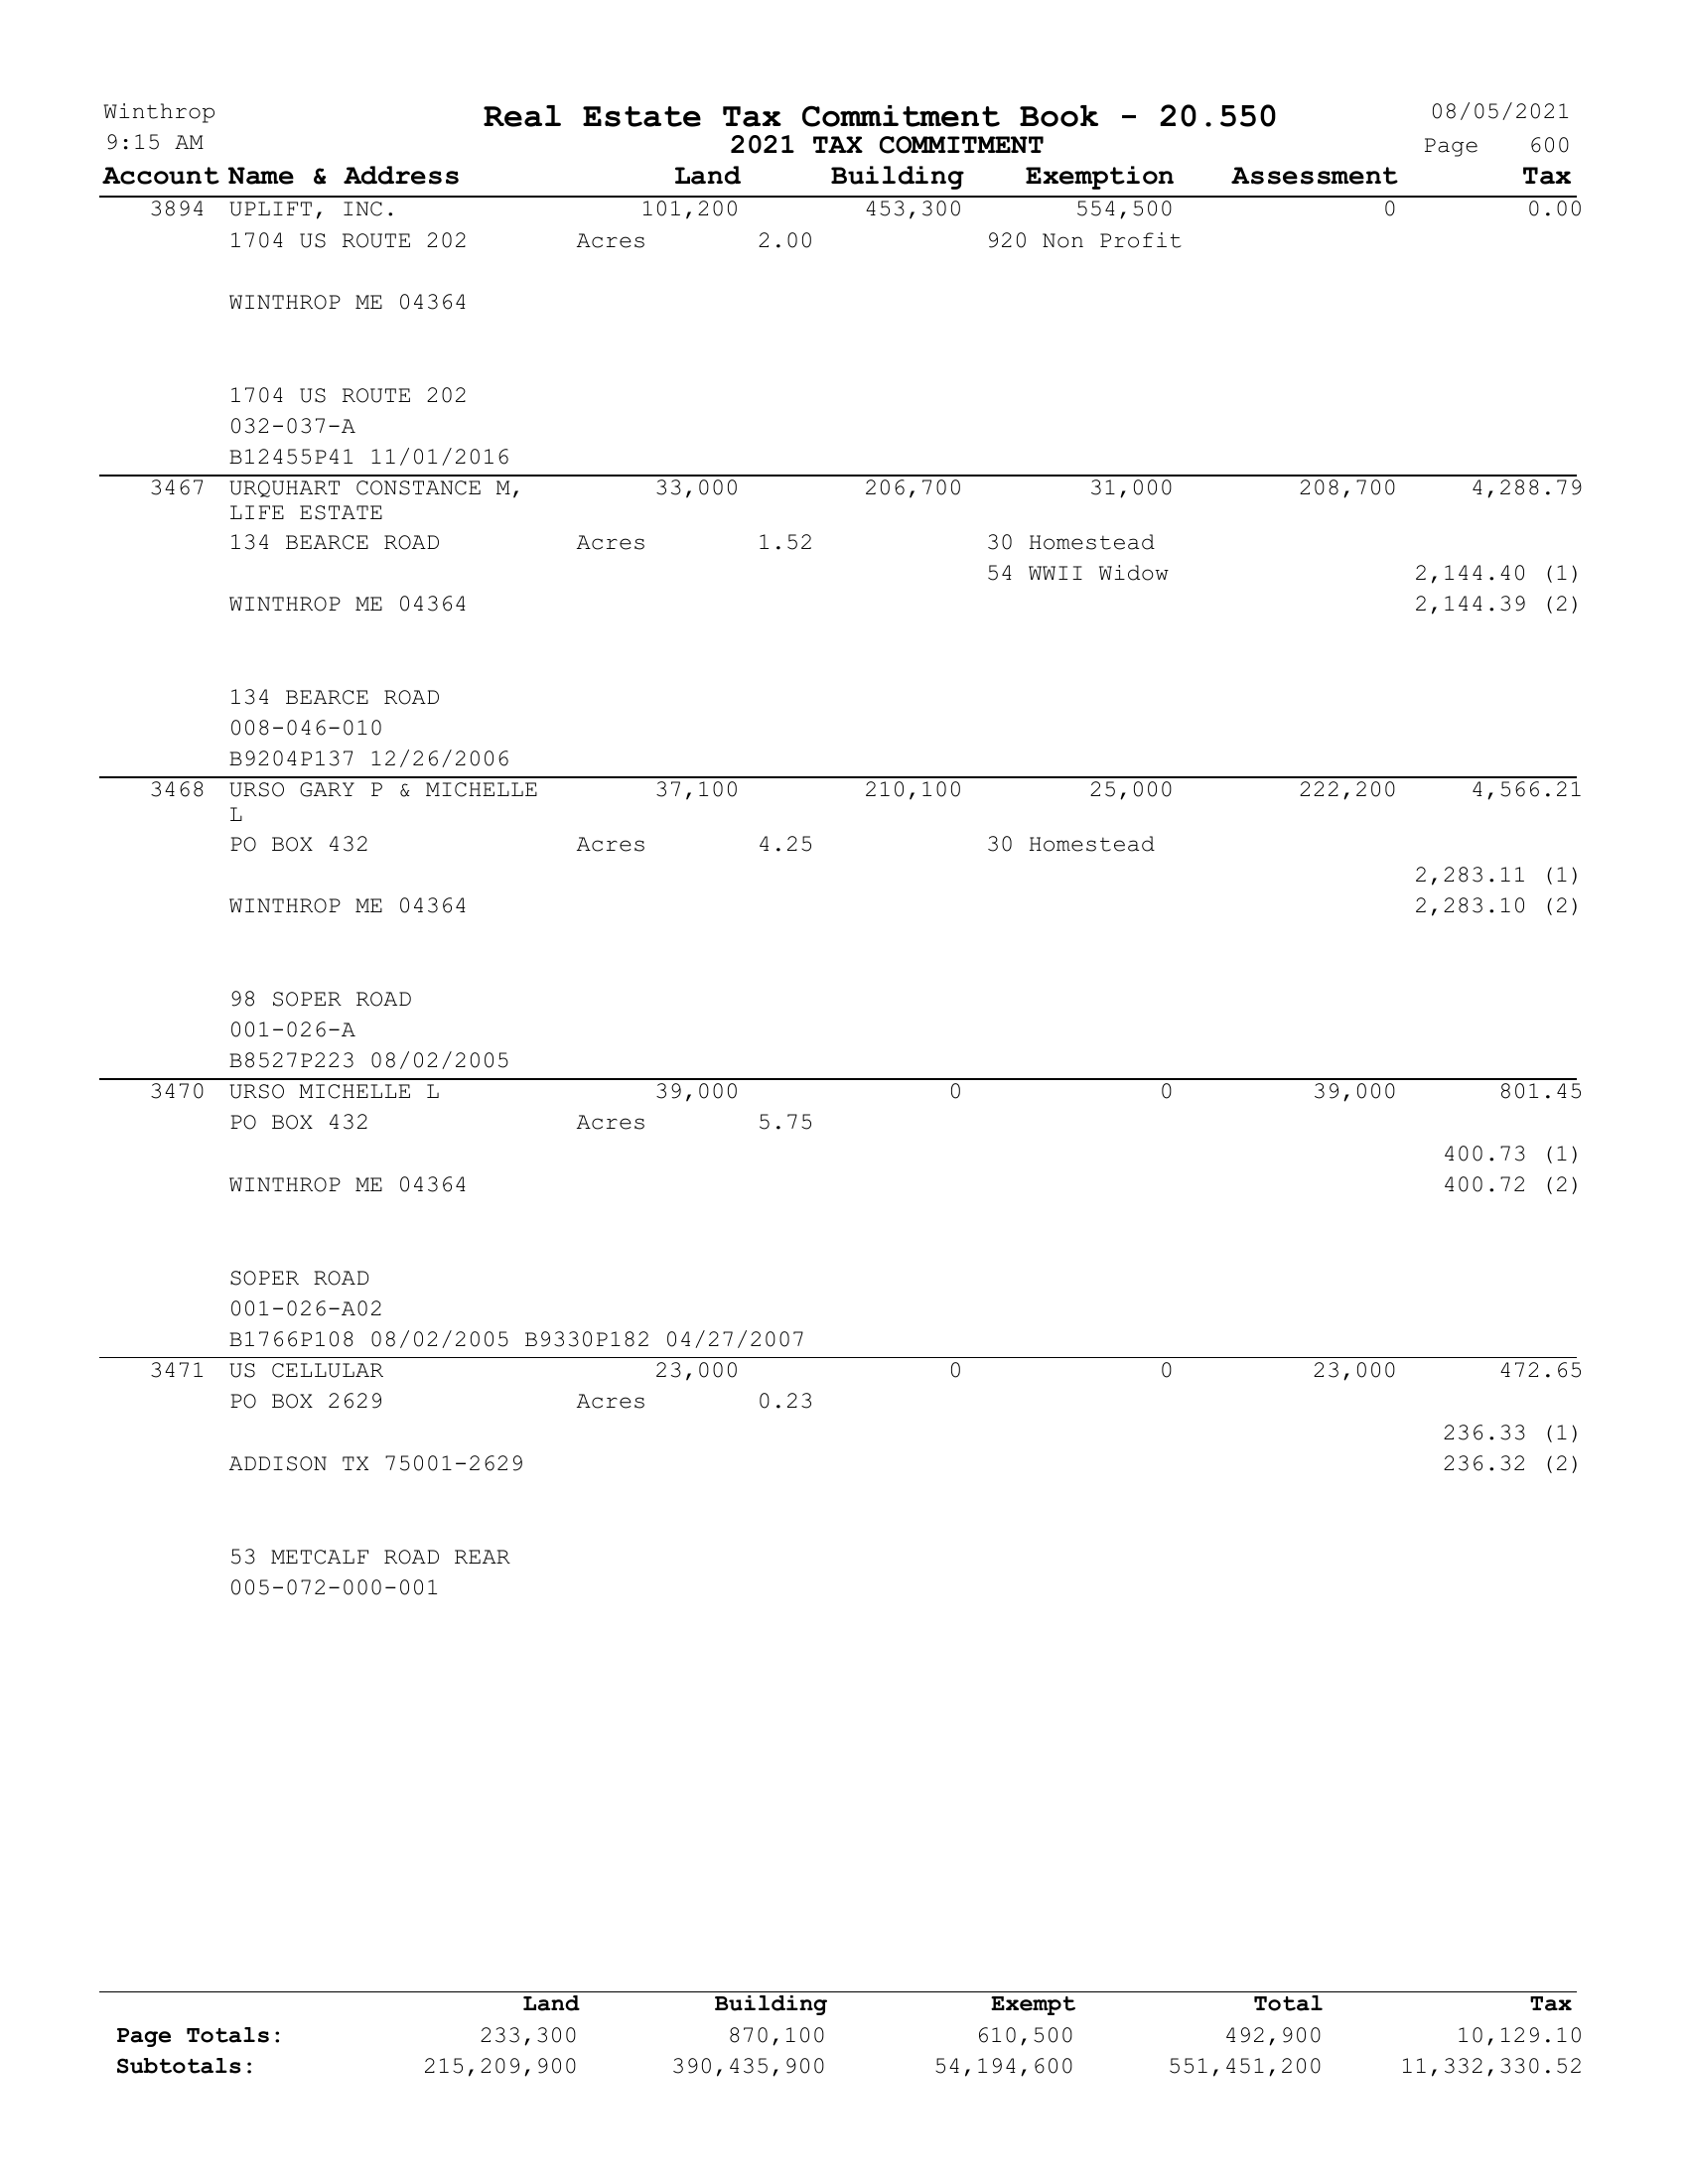 Winthrop Real Estate Tax Commitment Book - 20.550 08/05/2021
9:15 AM 2021 TAX COMMITMENT Page 600
Account Name & Address Land Building Exemption Assessment Tax
3894 UPLIFT, INC. 101,200 453,300 554,500 0 0.00
1704 US ROUTE 202 Acres 2.00 920 Non Profit
WINTHROP ME 04364
1704 US ROUTE 202
032-037-A
B12455P41 11/01/2016
3467 URQUHART CONSTANCE M, 33,000 206,700 31,000 208,700 4,288.79
LIFE ESTATE
134 BEARCE ROAD Acres 1.52 30 Homestead
54 WWII Widow 2,144.40 (1)
WINTHROP ME 04364 2,144.39 (2)
134 BEARCE ROAD
008-046-010
B9204P137 12/26/2006
3468 URSO GARY P & MICHELLE 37,100 210,100 25,000 222,200 4,566.21
L
PO BOX 432 Acres 4.25 30 Homestead
2,283.11 (1)
WINTHROP ME 04364 2,283.10 (2)
98 SOPER ROAD
001-026-A
B8527P223 08/02/2005
3470 URSO MICHELLE L 39,000 0 0 39,000 801.45
PO BOX 432 Acres 5.75
400.73 (1)
WINTHROP ME 04364 400.72 (2)
SOPER ROAD
001-026-A02
B1766P108 08/02/2005 B9330P182 04/27/2007
3471 US CELLULAR 23,000 0 0 23,000 472.65
PO BOX 2629 Acres 0.23
236.33 (1)
ADDISON TX 75001-2629 236.32 (2)
53 METCALF ROAD REAR
005-072-000-001
Land Building Exempt Total Tax
Page Totals: 233,300 870,100 610,500 492,900 10,129.10
Subtotals: 215,209,900 390,435,900 54,194,600 551,451,200 11,332,330.52